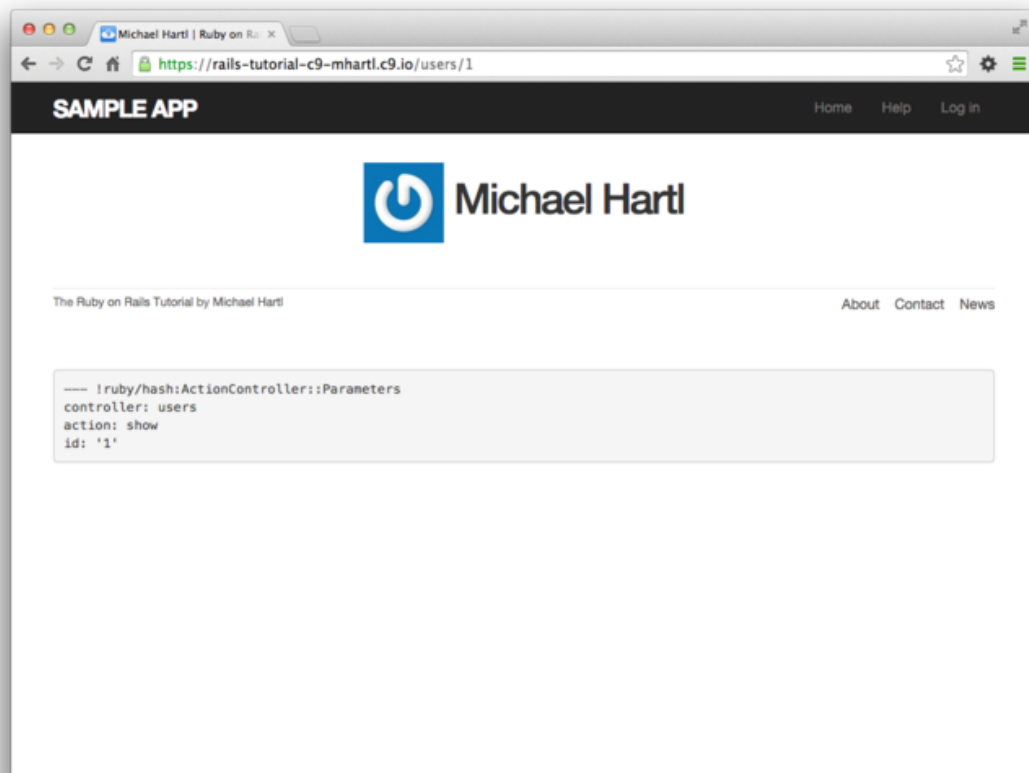 Michael Hartl | Ruby on Ra
https://rails-tutorial-c9-mhartl.c9.io/users/1
SAMPLE APP Home Help Log in
Michael Hartl
The Ruby on Rails Tutorial by Michael Hartl About Contact News
--- !ruby/hash:ActionController::Parameters
controller: users
action: show
id: '1'